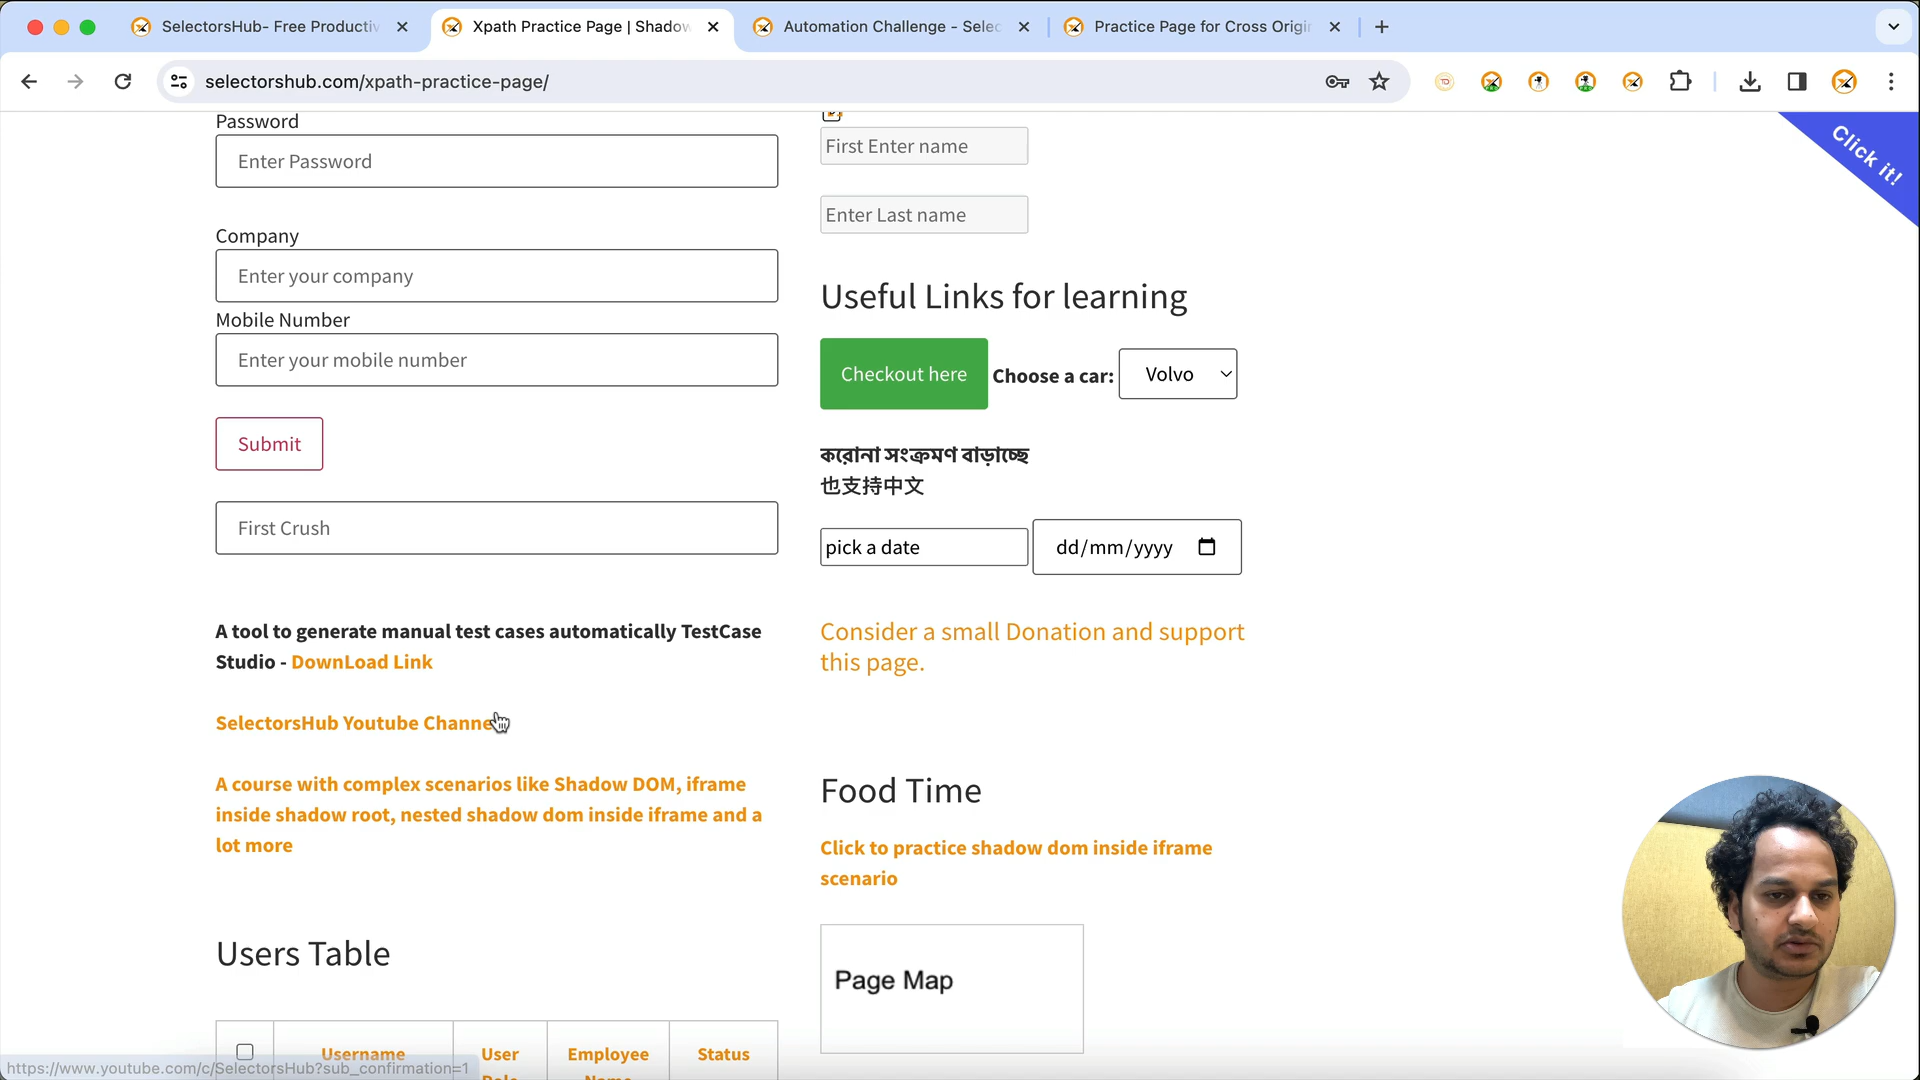 SelectorsHub- Free Productiv
Xpath Practice Page | Shadow
Automation Challenge - Selec
Practice Page for Cross Origin
selectorshub.com/xpath-practice-page/
Click it!
Password
Enter Password
Company
Enter your company
Mobile Number
Enter your mobile number
Submit
First Crush
A tool to generate manual test cases automatically TestCase
Studio - DownLoad Link
SelectorsHub Youtube Channe
A course with complex scenarios like Shadow DOM, iframe
inside shadow root, nested shadow dom inside iframe and a
lot more
Users Table
Username
User
Employee
Status
First Enter name
Enter Last name
Useful Links for learning
Checkout here
Choose a car:
Volvo
করোনা সংক্রমণ বাড়াচ্ছে
也支持中文
pick a date
dd/mm/yyyy
Consider a small Donation and support
this page.
Food Time
Click to practice shadow dom inside iframe
scenario
Page Map
https://www.youtube.com/c/SelectorsHub?sub_confirmation=1